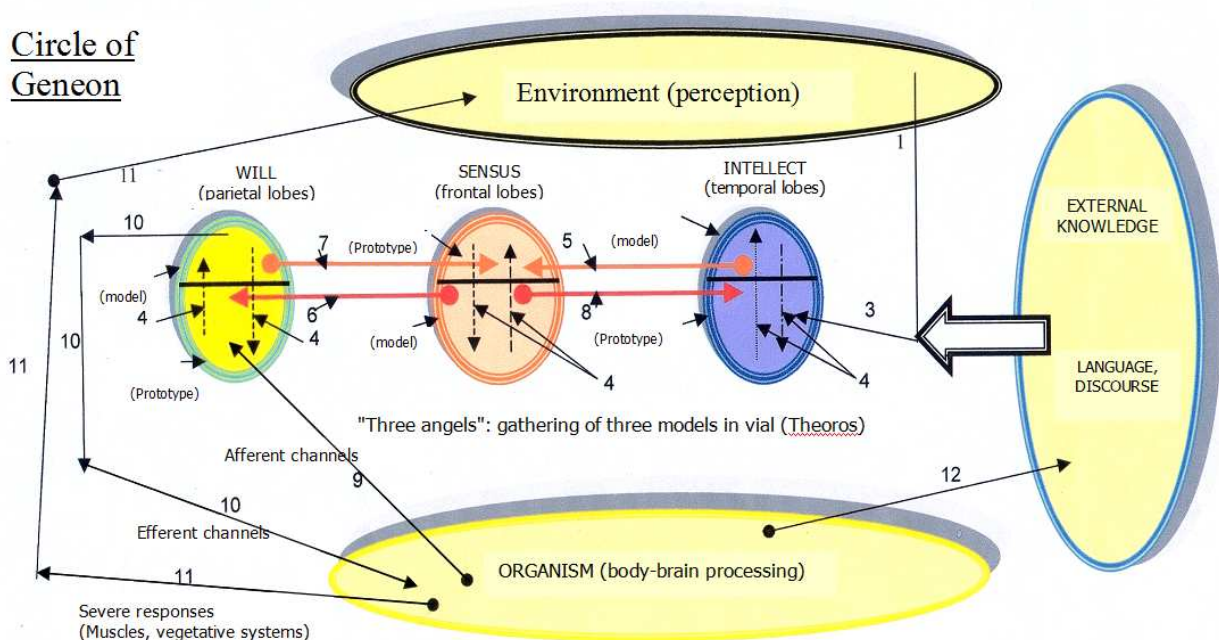 Circle of
Geneon
Environment (perception)
1
11
WILL
(parietal lobes)
SENSUS
(frontal lobes)
INTELLECT
(temporal lobes)
EXTERNAL
KNOWLEDGE
10
7
(Prototype)
5
(model)
(model)
4
4
6
(model)
8
(Prototype)
3
10
11
(Prototype)
4
4
LANGUAGE,
DISCOURSE
"Three angels": gathering of three models in vial (Theoros)
Afferent channels
9
12
10
Efferent channels
11
ORGANISM (body-brain processing)
Severe responses
(Muscles, vegetative systems)